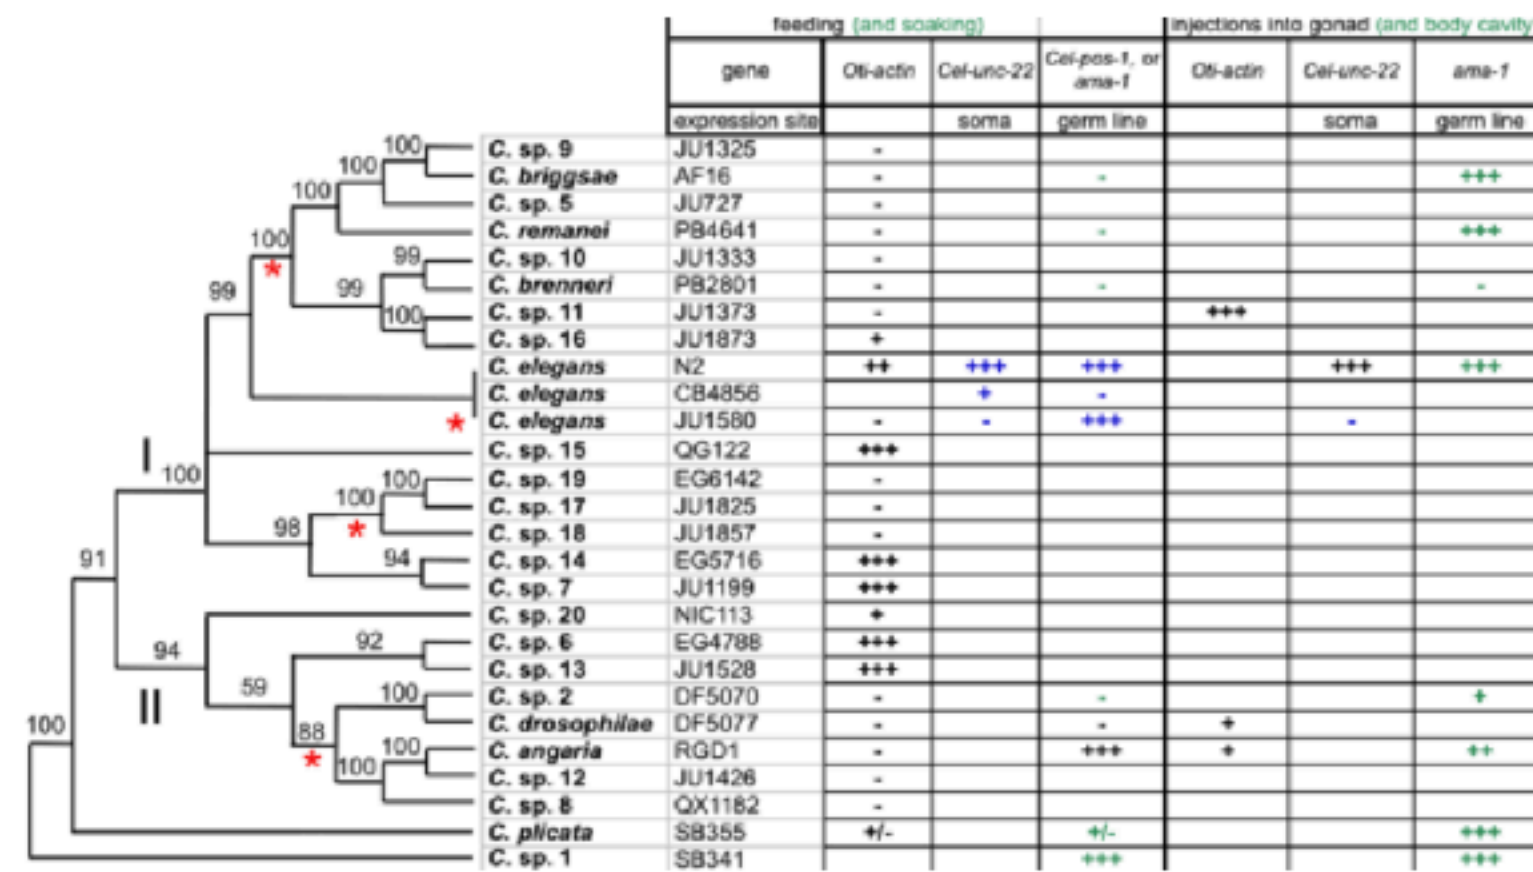 feeding (and soaking) injections into gonad (and body cavity
gene Oti-actin Cel-unc-22 Cel-pos-1, or ama-1 Oti-actin Cel-unc-22 ama-1
expression site soma germ line soma germ line
100 C. sp. 9 JU1325 -
100 C. briggsae AF16 - - +++
100 C. sp. 5 JU727 -
C. remanei PB4641 - - +++
100 * 99 C. sp. 10 JU1333 -
99 99 C. brenneri PB2801 - - -
100 C. sp. 11 JU1373 - +++
C. sp. 16 JU1873 +
C. elegans N2 ++ +++ +++ +++ +++
C. elegans CB4856 + -
* C. elegans JU1580 - - +++ -
I C. sp. 15 QG122 +++
100 100 C. sp. 19 EG6142 -
100 C. sp. 17 JU1825 -
98 * C. sp. 18 JU1857 -
91 94 C. sp. 14 EG5716 +++
C. sp. 7 JU1199 +++
C. sp. 20 NIC113 +
94 92 C. sp. 6 EG4788 +++
C. sp. 13 JU1528 +++
II 59 100 C. sp. 2 DF5070 - - +
100 88 C. drosophilae DF5077 - - +
* 100 C. angaria RGD1 - +++ + ++
100 C. sp. 12 JU1426 -
C. sp. 8 QX1182 -
C. plicata SB355 +/- +/- +++
C. sp. 1 SB341 +++ +++